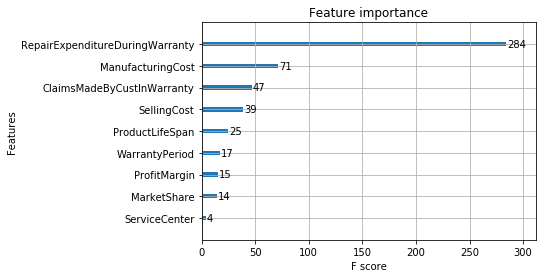 Feature importance
Features
RepairExpenditureDuringWarranty 284
ManufacturingCost 71
ClaimsMadeByCustInWarranty 47
SellingCost 39
ProductLifeSpan 25
WarrantyPeriod 17
ProfitMargin 15
MarketShare 14
ServiceCenter 4
0 50 100 150 200 250 300
F score